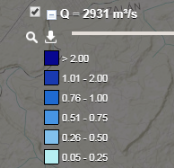 ALAN
Q = 2931 m³/s
> 2.00
1.01 - 2.00
0.76 - 1.00
0.51 - 0.75
0.26 - 0.50
0.05 - 0.25